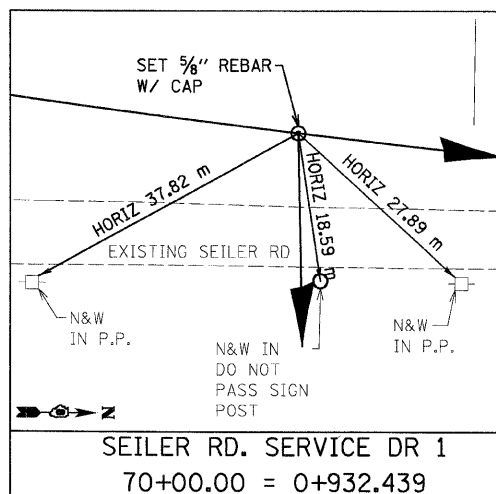 SET 5/8" REBAR
W/ CAP
HORIZ 37.82 m
HORIZ 18.59 m
HORIZ 27.89 m
EXISTING SEILER RD
N&W
IN P.P.
N&W IN
DO NOT
PASS SIGN
POST
N&W
IN P.P.
N
SEILER RD. SERVICE DR 1
70+00.00 = 0+932.439